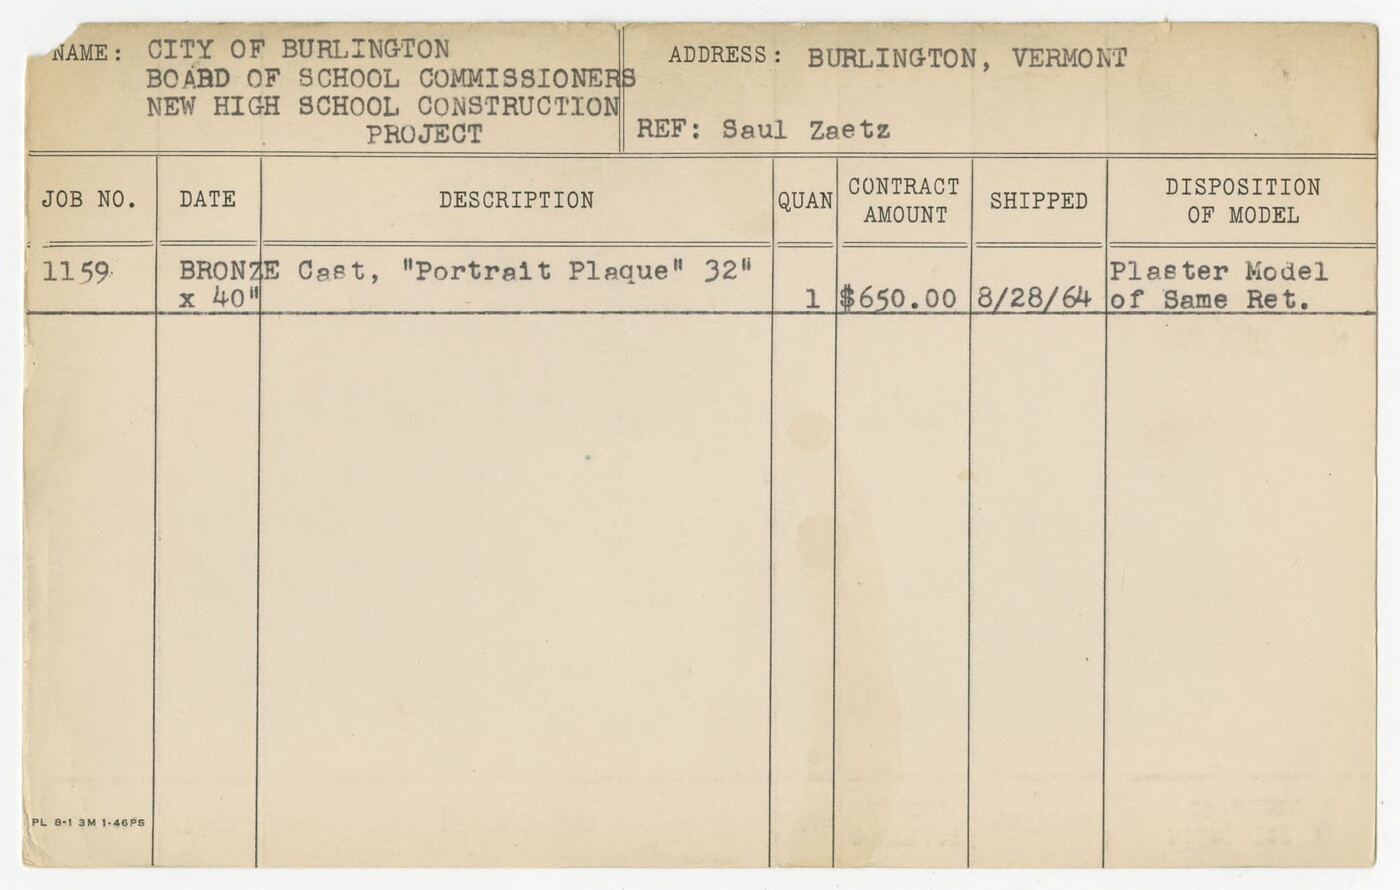 NAME: CITY OF BURLINGTON
BOARD OF SCHOOL COMMISSIONERS
NEW HIGH SCHOOL CONSTRUCTION
PROJECT
ADDRESS: BURLINGTON, VERMONT
REF: Saul Zaetz
JOB NO. DATE DESCRIPTION QUAN CONTRACT AMOUNT SHIPPED DISPOSITION OF MODEL
1159 BRONZE Cast, "Portrait Plaque" 32" Plaster Model
x 40" 1 $650.00 8/28/64 of Same Ret.
PL 8-1 3M 1-46PS